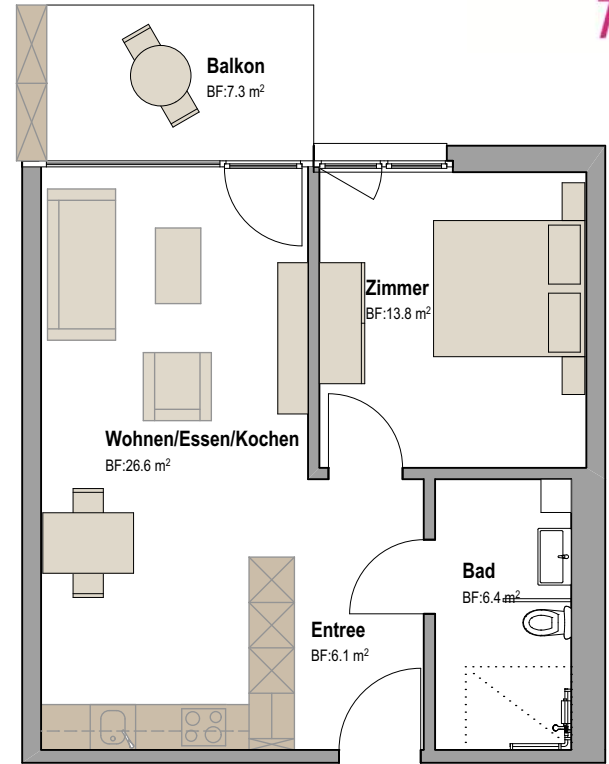 7
Balkon
BF:7.3 m²
Zimmer
BF:13.8 m²
Wohnen/Essen/Kochen
BF:26.6 m²
Bad
BF:6.4 m²
Entree
BF:6.1 m²